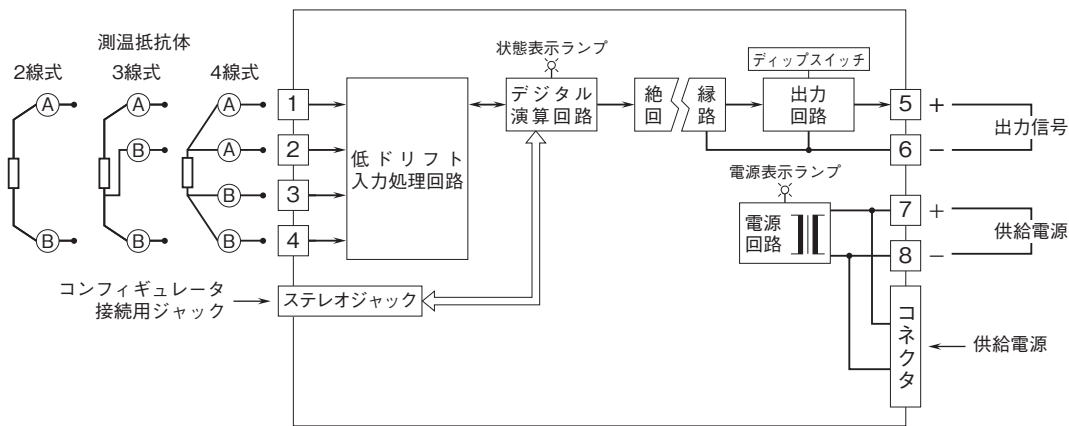 測温抵抗体
2線式 3線式 4線式
A A A
B A
B
B B B
1
2
3
4
低ドリフト
入力処理回路
状態表示ランプ
デジタル
演算回路
絶縁
回路
ディップスイッチ
出力
回路
5 +
6 −
出力信号
電源表示ランプ
電源
回路
7 +
8 −
供給電源
コンフィギュレータ
接続用ジャック
ステレオジャック
コネクタ
供給電源